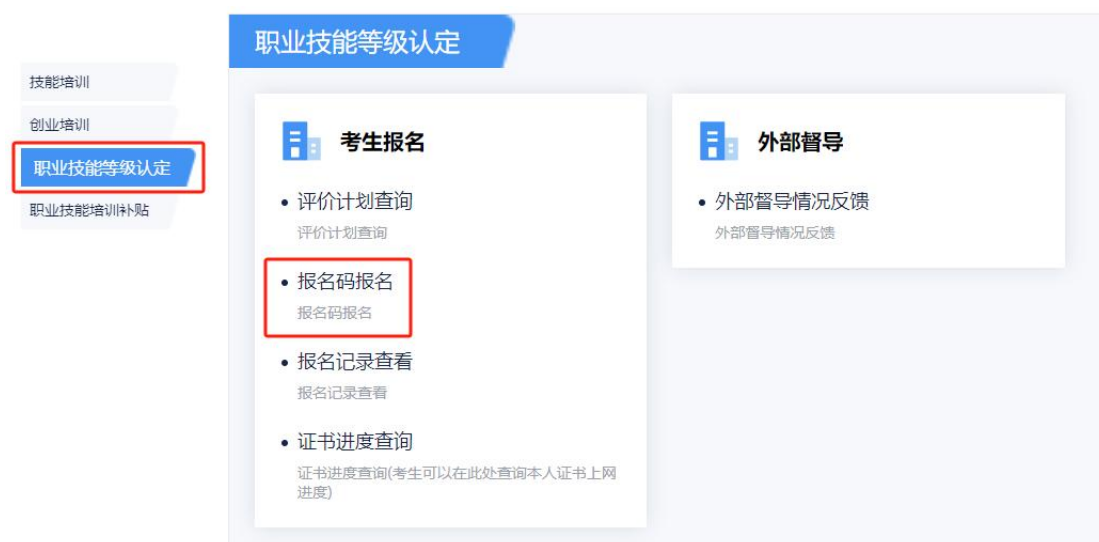 职业技能等级认定
技能培训
创业培训
职业技能等级认定
职业技能培训补贴
考生报名
评价计划查询
评价计划查询
报名码报名
报名码报名
报名记录查看
报名记录查看
证书进度查询
证书进度查询(考生可以在此处查询本人证书上网
进度)
外部督导
外部督导情况反馈
外部督导情况反馈